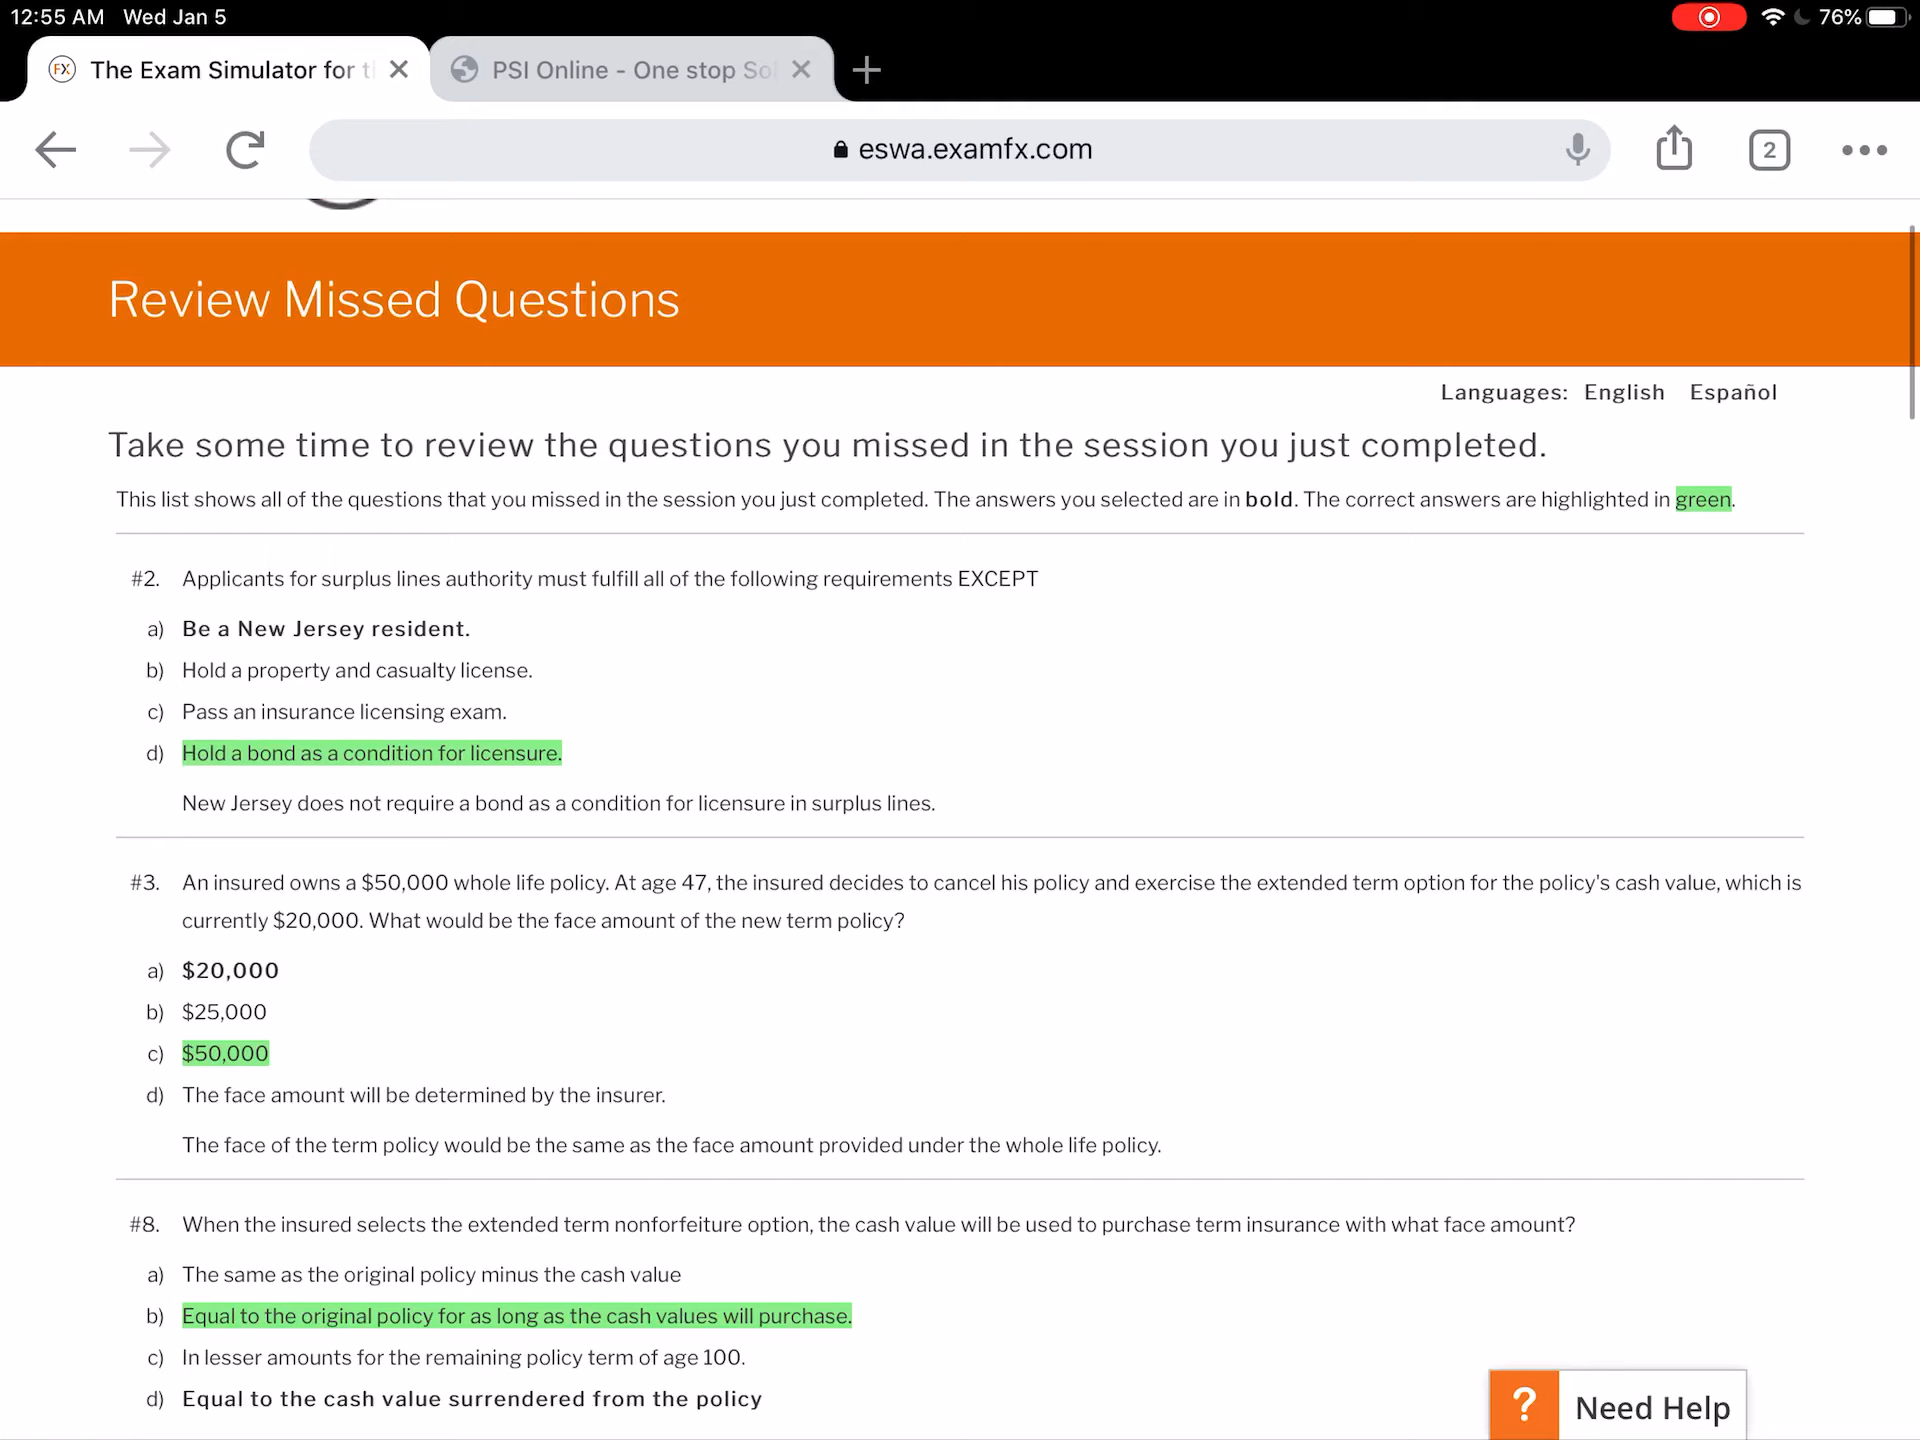 12:55 AM Wed Jan 5
76%
FX The Exam Simulator for t
PSI Online - One stop Sol
eswa.examfx.com
2
Review Missed Questions
Languages: English Español
Take some time to review the questions you missed in the session you just completed.
This list shows all of the questions that you missed in the session you just completed. The answers you selected are in bold. The correct answers are highlighted in green.
#2. Applicants for surplus lines authority must fulfill all of the following requirements EXCEPT
a) Be a New Jersey resident.
b) Hold a property and casualty license.
c) Pass an insurance licensing exam.
d) Hold a bond as a condition for licensure.
New Jersey does not require a bond as a condition for licensure in surplus lines.
#3. An insured owns a $50,000 whole life policy. At age 47, the insured decides to cancel his policy and exercise the extended term option for the policy's cash value, which is
currently $20,000. What would be the face amount of the new term policy?
a) $20,000
b) $25,000
c) $50,000
d) The face amount will be determined by the insurer.
The face of the term policy would be the same as the face amount provided under the whole life policy.
#8. When the insured selects the extended term nonforfeiture option, the cash value will be used to purchase term insurance with what face amount?
a) The same as the original policy minus the cash value
b) Equal to the original policy for as long as the cash values will purchase.
c) In lesser amounts for the remaining policy term of age 100.
d) Equal to the cash value surrendered from the policy
? Need Help